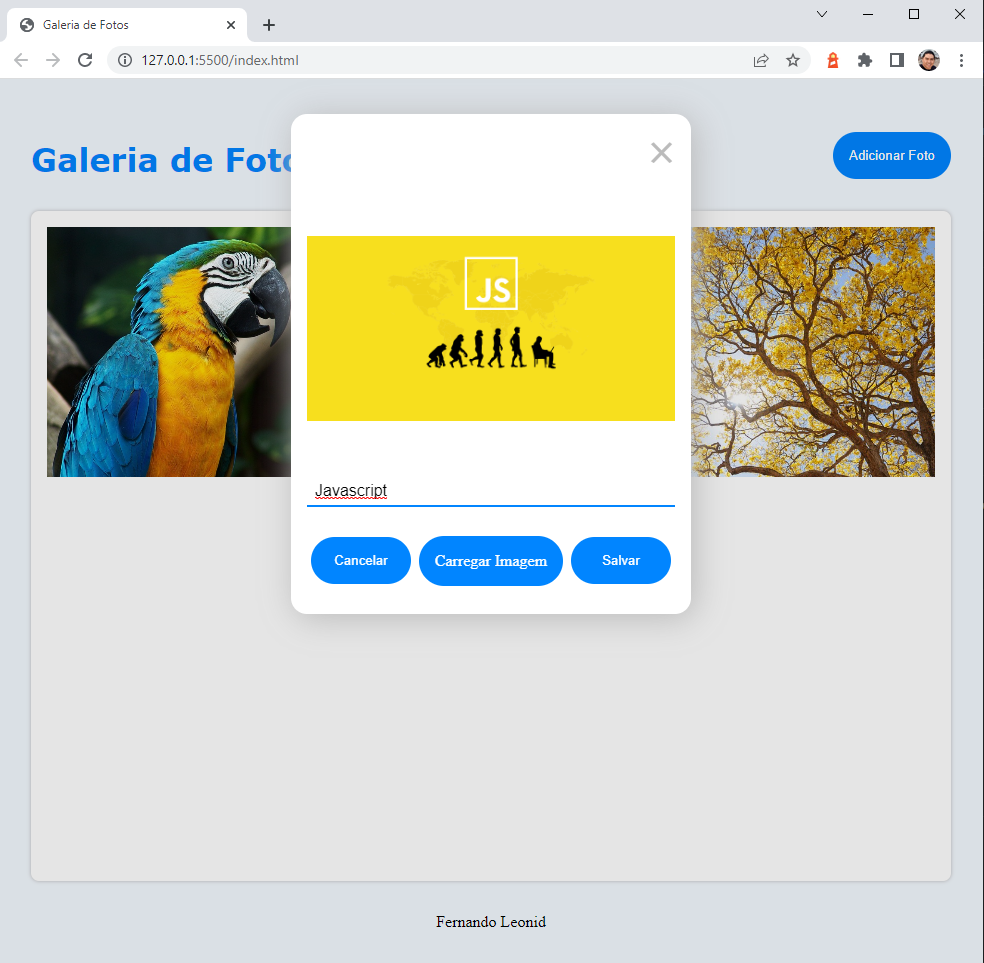 Galeria de Fotos
127.0.0.1:5500/index.html
Galeria de Foto
Adicionar Foto
JS
Javascript
Cancelar
Carregar Imagem
Salvar
Fernando Leonid